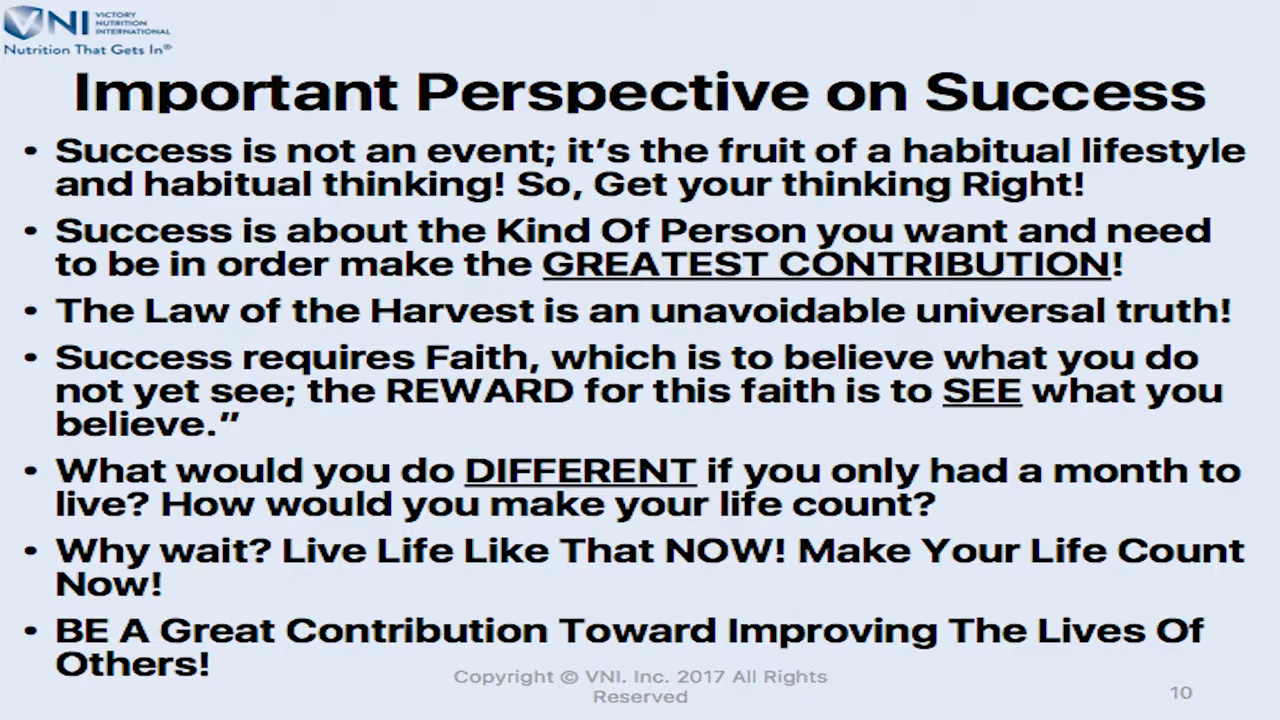 VNI VICTORY
NUTRITION
INTERNATIONAL
Nutrition That Gets In®
Important Perspective on Success
• Success is not an event; it's the fruit of a habitual lifestyle
and habitual thinking! So, Get your thinking Right!
• Success is about the Kind Of Person you want and need
to be in order make the GREATEST CONTRIBUTION!
• The Law of the Harvest is an unavoidable universal truth!
• Success requires Faith, which is to believe what you do
not yet see; the REWARD for this faith is to SEE what you
believe.”
• What would you do DIFFERENT if you only had a month to
live? How would you make your life count?
• Why wait? Live Life Like That NOW! Make Your Life Count
Now!
• BE A Great Contribution Toward Improving The Lives Of
Others!
Copyright © VNI. Inc. 2017 All Rights
Reserved
10